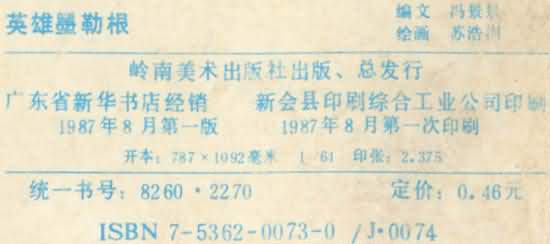 英雄墨勒根
编文 冯景
绘画 苏浩
岭南美术出版社出版、总发行
广东省新华书店经销 新会县印刷综合工业公司印刷
1987年8月第一版 1987年8月第一次印刷
开本：787×1092毫米 1/64 印张：2.375
统一书号：8260·2270 定价：0.46元
ISBN 7-5362-0073-0 /J·0074